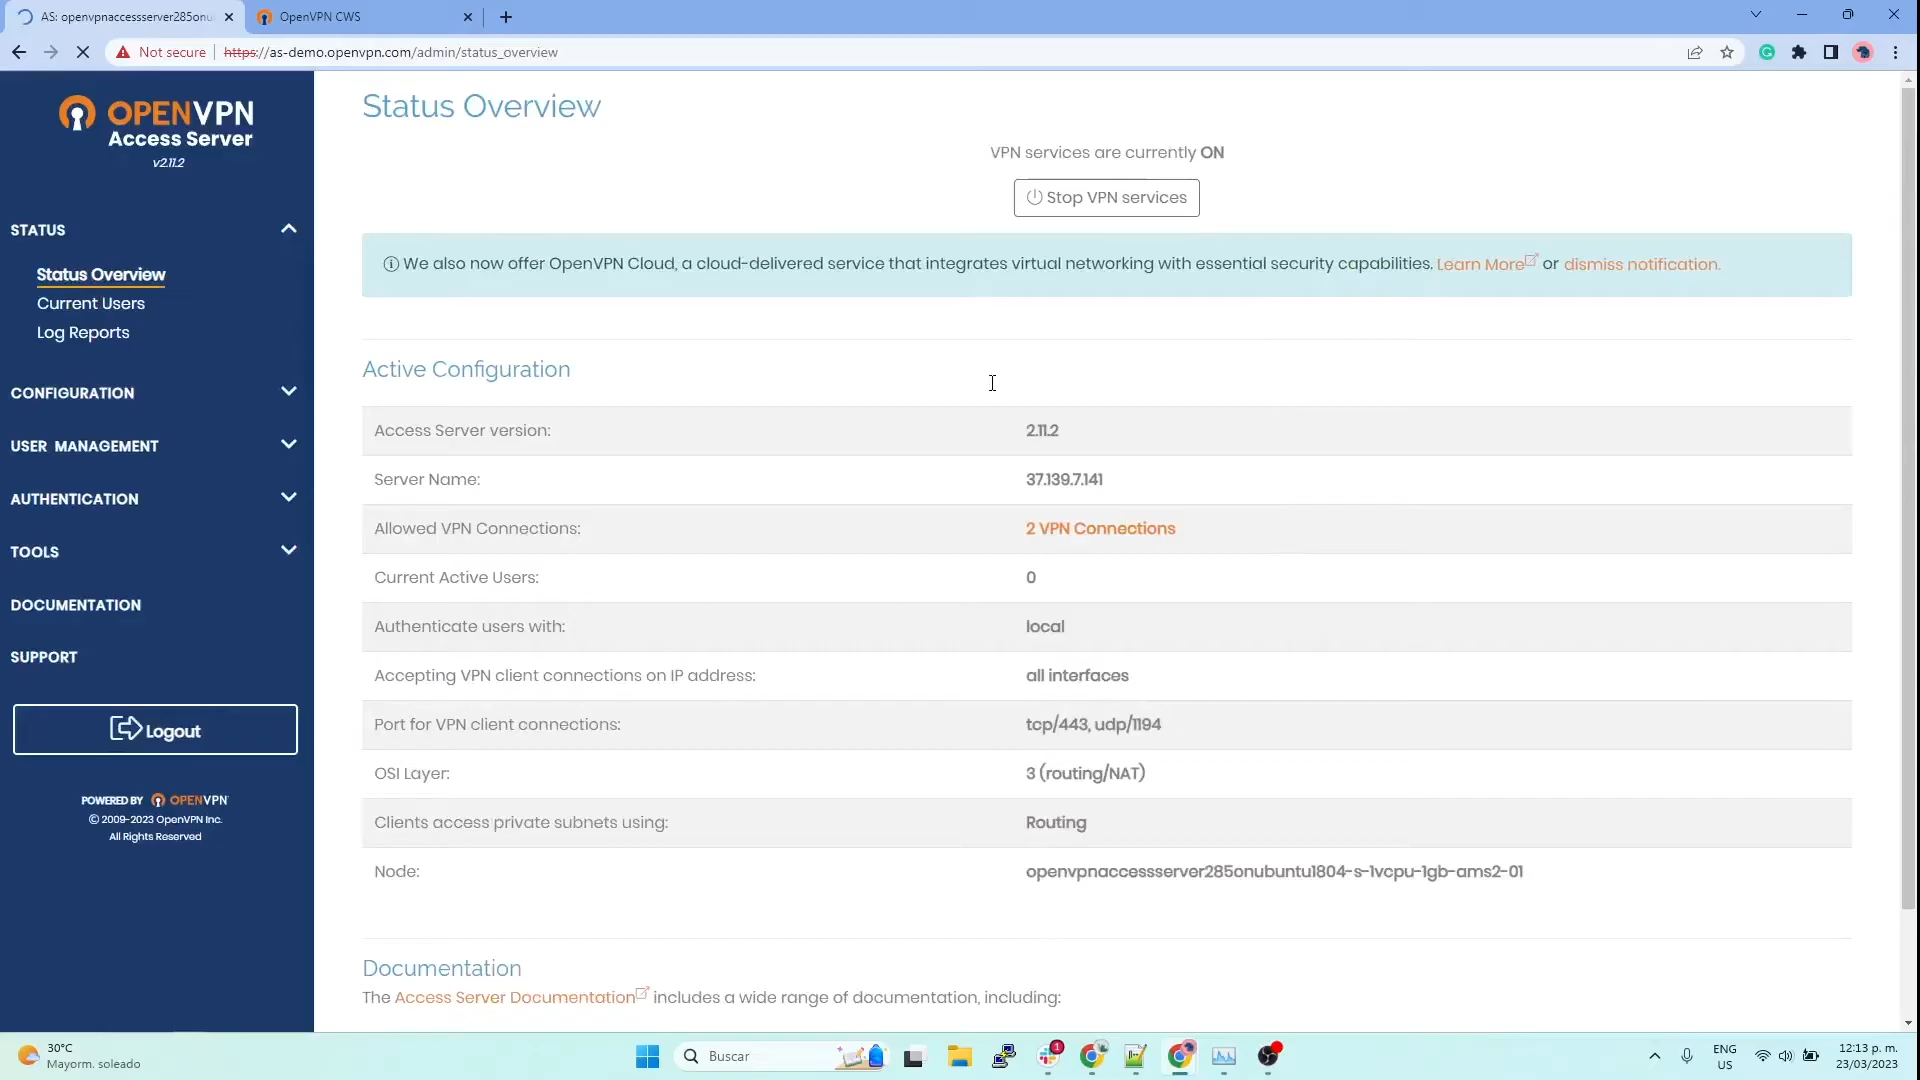 AS: openvpnaccessserver285onu
OpenVPN CWS
Not secure
https://as-demo.openvpn.com/admin/status_overview
OPENVPN
Access Server
v2.11.2
STATUS
Status Overview
Current Users
Log Reports
CONFIGURATION
USER MANAGEMENT
AUTHENTICATION
TOOLS
DOCUMENTATION
SUPPORT
Logout
POWERED BY OPENVPN
© 2009-2023 OpenVPN Inc.
All Rights Reserved
Status Overview
VPN services are currently ON
Stop VPN services
We also now offer OpenVPN Cloud, a cloud-delivered service that integrates virtual networking with essential security capabilities. Learn More or dismiss notification.
Active Configuration
Access Server version: 2.11.2
Server Name: 37.139.7.141
Allowed VPN Connections: 2 VPN Connections
Current Active Users: 0
Authenticate users with: local
Accepting VPN client connections on IP address: all interfaces
Port for VPN client connections: tcp/443, udp/1194
OSI Layer: 3 (routing/NAT)
Clients access private subnets using: Routing
Node: openvpnaccessserver285onubuntu1804-s-1vcpu-1gb-ams2-01
Documentation
The Access Server Documentation includes a wide range of documentation, including:
30°C
Mayorm. soleado
Buscar
1
ENG
US
12:13 p. m.
23/03/2023